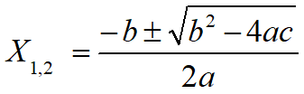 X₁,₂ = (-b ± √(b² - 4ac)) / (2a)